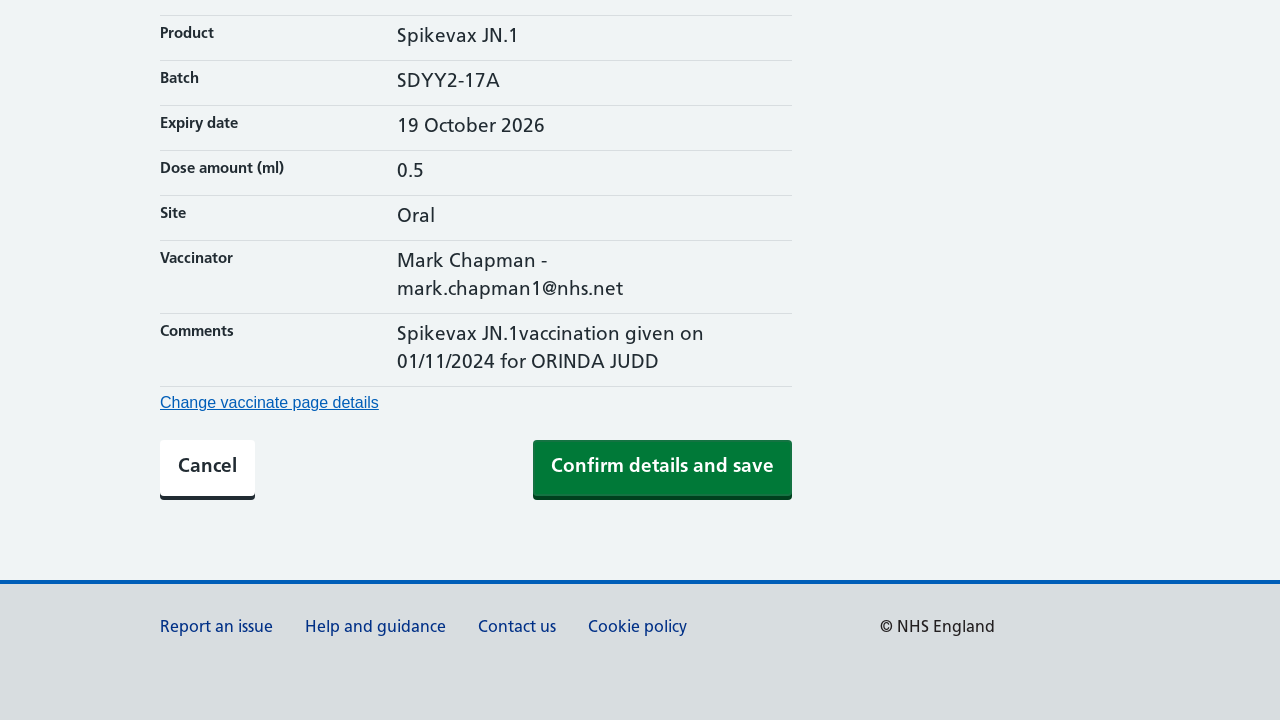 Product
Spikevax JN.1
Batch
SDYY2-17A
Expiry date
19 October 2026
Dose amount (ml)
0.5
Site
Oral
Vaccinator
Mark Chapman -
mark.chapman1@nhs.net
Comments
Spikevax JN.1vaccination given on
01/11/2024 for ORINDA JUDD
Change vaccinate page details
Cancel
Confirm details and save
Report an issue
Help and guidance
Contact us
Cookie policy
© NHS England